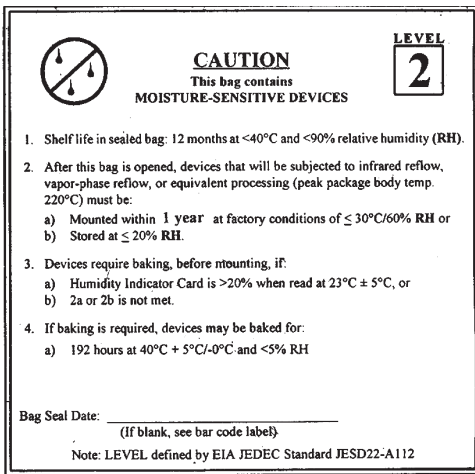 LEVEL
2
CAUTION
This bag contains
MOISTURE-SENSITIVE DEVICES
1. Shelf life in sealed bag: 12 months at <40°C and <90% relative humidity (RH).
2. After this bag is opened, devices that will be subjected to infrared reflow,
vapor-phase reflow, or equivalent processing (peak package body temp.
220°C) must be:
a) Mounted within 1 year at factory conditions of ≤ 30°C/60% RH or
b) Stored at ≤ 20% RH.
3. Devices require baking, before mounting, if:
a) Humidity Indicator Card is >20% when read at 23°C ± 5°C, or
b) 2a or 2b is not met.
4. If baking is required, devices may be baked for:
a) 192 hours at 40°C + 5°C/-0°C and <5% RH
Bag Seal Date:
(If blank, see bar code label)
Note: LEVEL defined by EIA JEDEC Standard JESD22-A112